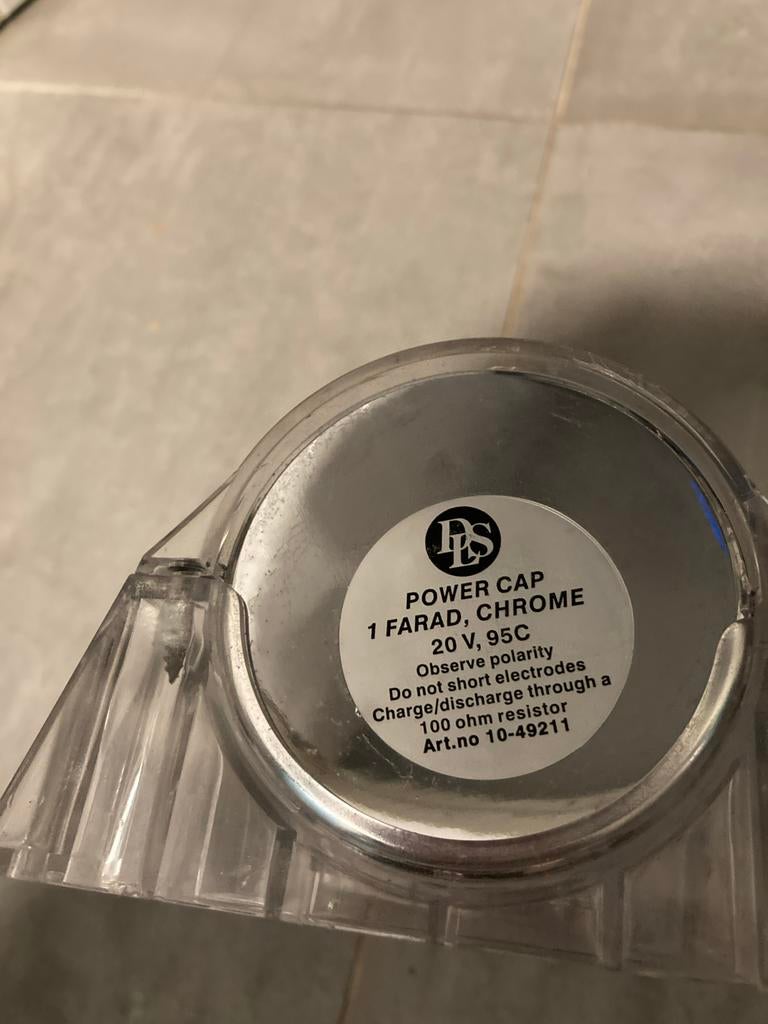 DLS
POWER CAP
1 FARAD, CHROME
20 V, 95C
Observe polarity
Do not short electrodes
Charge/discharge through a
100 ohm resistor
Art.no 10-49211